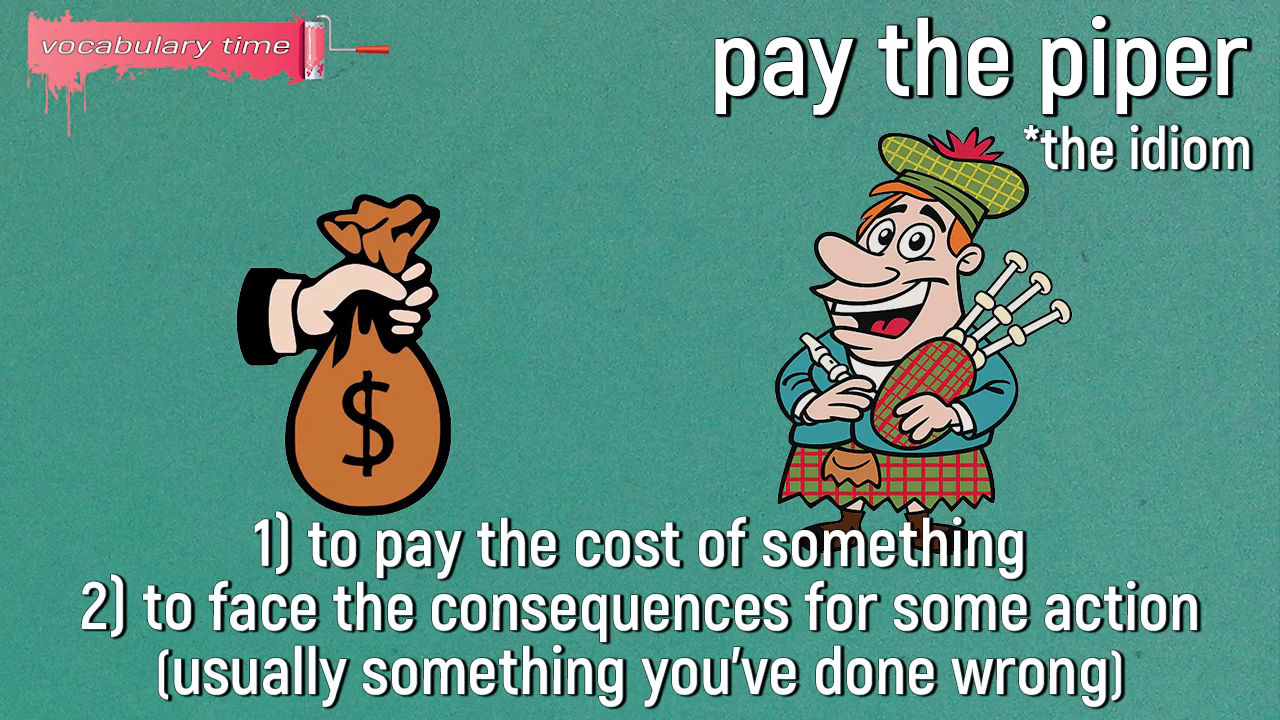 vocabulary time
pay the piper
*the idiom
$
1) to pay the cost of something
2) to face the consequences for some action
(usually something you've done wrong)